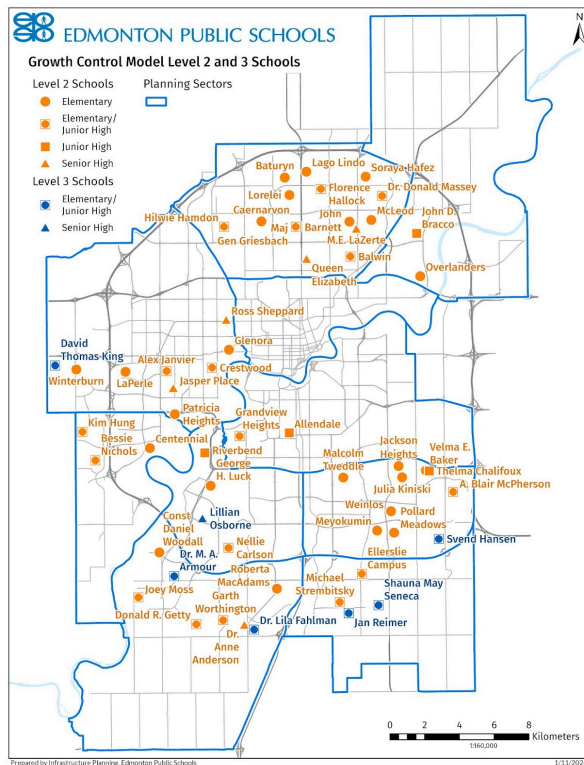 EDMONTON PUBLIC SCHOOLS
N
Growth Control Model Level 2 and 3 Schools
Level 2 Schools
Elementary
Elementary/
Junior High
Junior High
Senior High
Level 3 Schools
Elementary/
Junior High
Senior High
Planning Sectors
Baturyn
Lago Lindo
Soraya Hafez
Lorelei
Florence
Hallock
Dr. Donald Massey
Hilwie Hamdon
Caernarvon
John
McLeod
John D.
Bracco
Gen Griesbach
Maj
Barnett
M.E. LaZerte
Balwin
Queen
Elizabeth
Overlanders
Ross Sheppard
Glenora
David
Thomas King
Alex Janvier
Crestwood
Winterburn
LaPerle
Jasper Place
Patricia
Heights
Grandview
Heights
Allendale
Kim Hung
Bessie
Nichols
Centennial
Riverbend
George
H. Luck
Malcolm
Tweddle
Jackson
Heights
Velma E.
Baker
Thelma Chalifoux
Julia Kiniski
A. Blair McPherson
Weinlos
Pollard
Meadows
Meyokumin
Svend Hansen
Const
Daniel
Woodall
Lillian
Osborne
Dr. M. A.
Armour
Nellie
Carlson
Ellerslie
Campus
Roberta
MacAdams
Michael
Strembitsky
Shauna May
Seneca
Joey Moss
Garth
Worthington
Donald R. Getty
Dr.
Anne
Anderson
Dr. Lila Fahlman
Jan Reimer
0 2 4 6 8
Kilometers
1:160,000
Prepared by Infrastructure Planning, Edmonton Public Schools